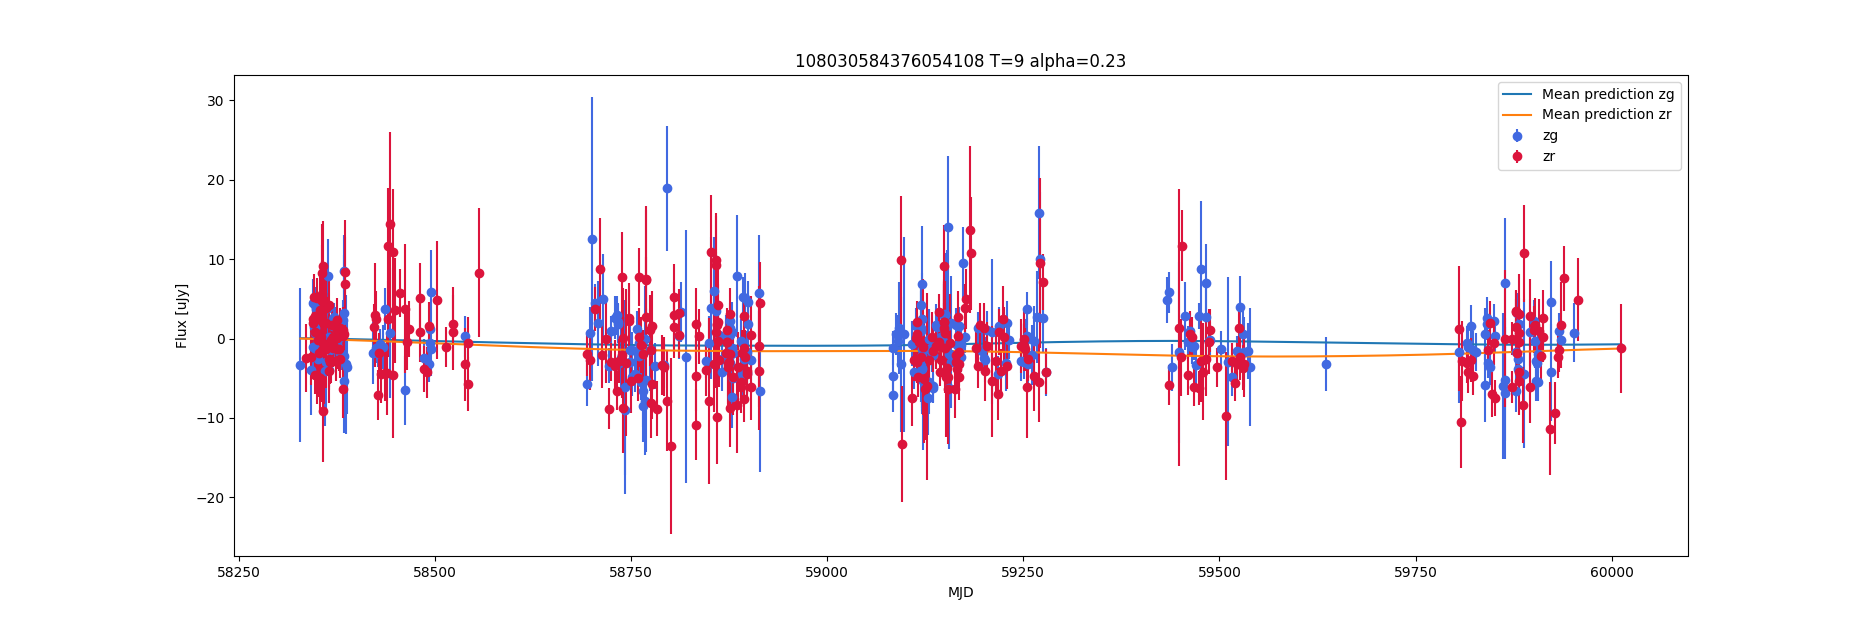 108030584376054108 T=9 alpha=0.23
Mean prediction zg
Mean prediction zr
zg
zr
Flux [uJy]
30
20
10
0
−10
−20
58250 58500 58750 59000 59250 59500 59750 60000
MJD